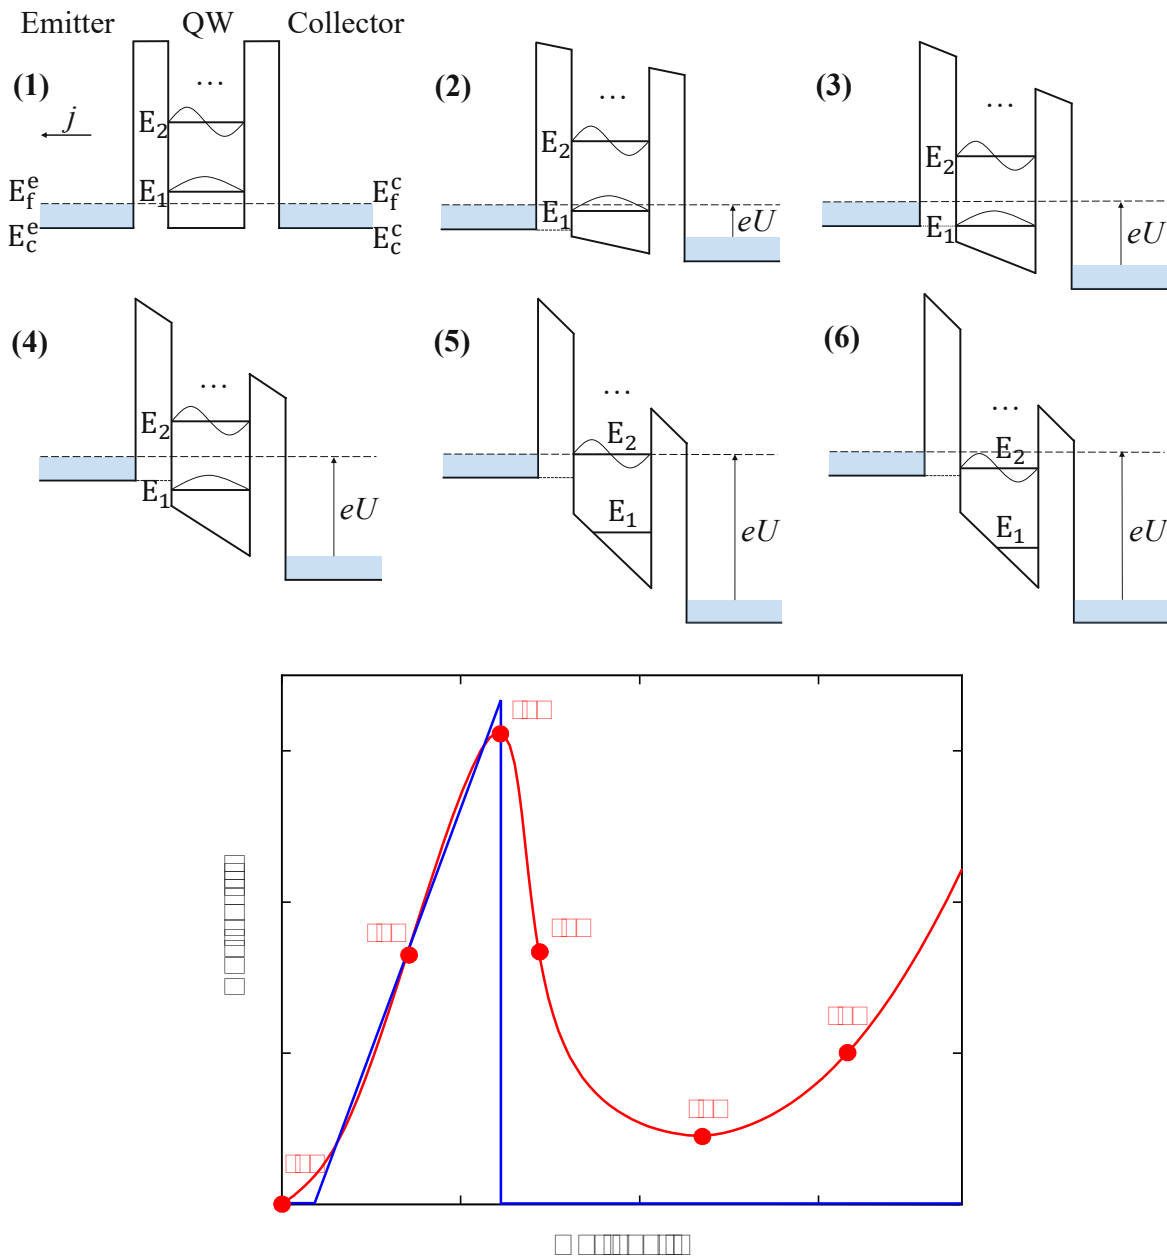 Emitter QW Collector
(1) ... j E₂ E₁ E_f^e E_c^e E_f^c E_c^c
(2) ... E₂ E₁ eU
(3) ... E₂ E₁ eU
(4) ... E₂ E₁ eU
(5) ... E₂ E₁ eU
(6) ... E₂ E₁ eU